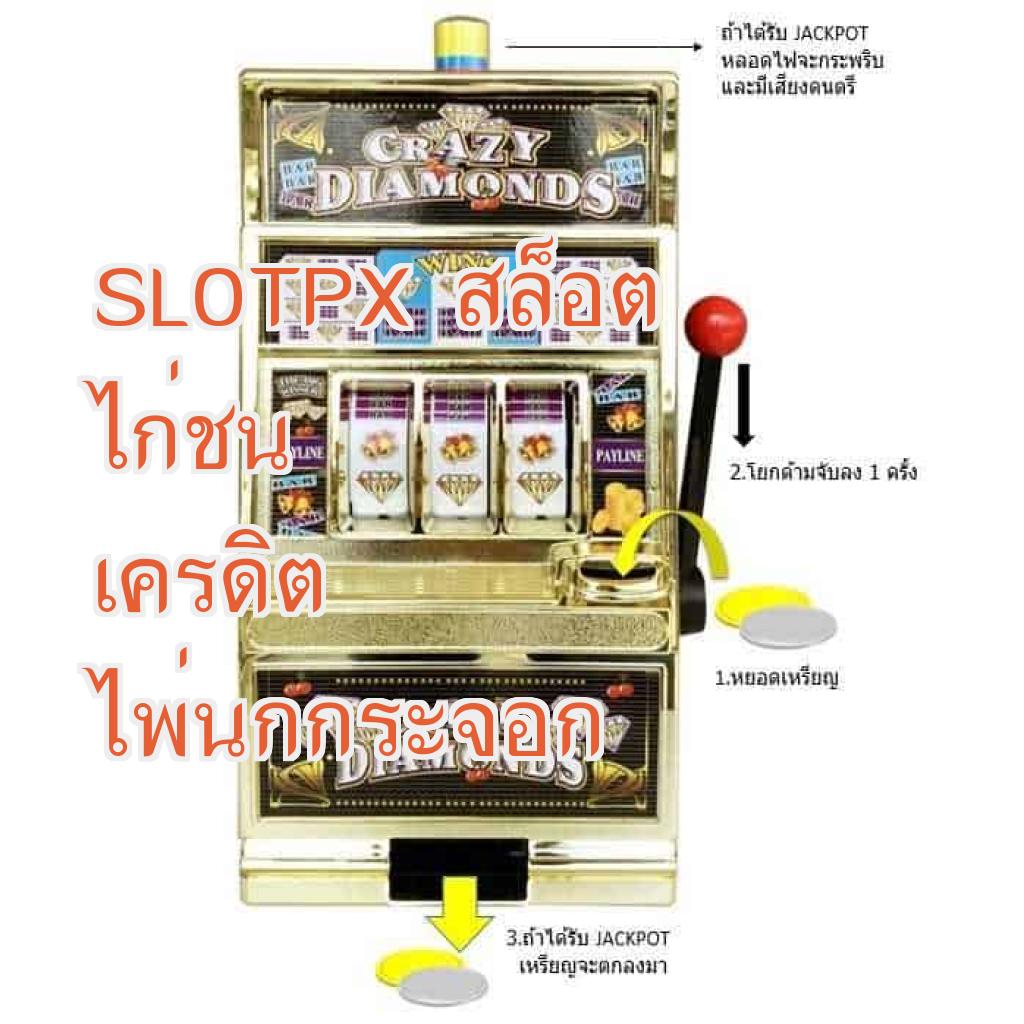 ถ้าได้รับ JACKPOT
หลอดไฟจะกระพริบ
และมีเสียงดนตรี
CRAZY
DIAMONDS
BAR
BAR
BAR
WINS
SLOTPX สล็อต
ไก่ชน
PAYLINE
BAR
2.โยกด้ามจับลง 1 ครั้ง
เครดิต
1.หยอดเหรียญ
ไพ่นกกระจอก
DIAMONDS
3.ถ้าได้รับ JACKPOT
เหรียญจะตกลงมา